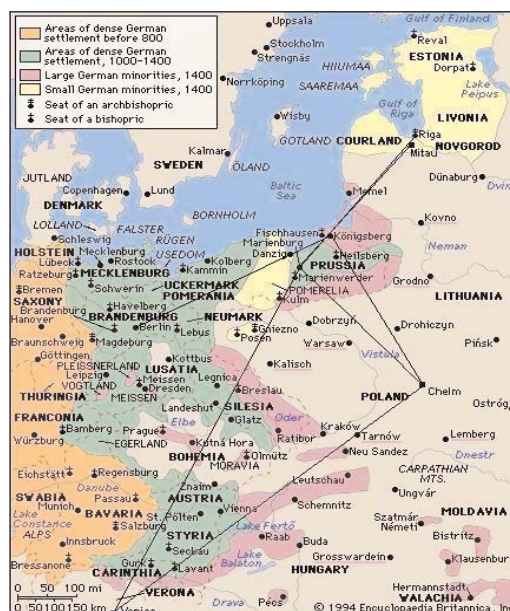 Areas of dense German
settlement before 800
Areas of dense German
settlement, 1000-1400
Large German minorities, 1400
Small German minorities, 1400
Seat of an archbishopric
Seat of a bishopric
Uppsala
Gulf of Finland
Stockholm
Strengnäs
Reval
HIIUMAA
ESTONIA
Dorpat
SAAREMAA
Lake
Peipus
Norrköping
Gulf of
Riga
Wisby
LIVONIA
GOTLAND
COURLAND
Riga
NOVGOROD
Mitau
Kalmar
SWEDEN
ÖLAND
Baltic
Sea
Dünaburg
Dvina
JUTLAND
Copenhagen
Lund
Memel
DENMARK
BORNHOLM
Kovno
LOLLAND
FALSTER
Fischhausen
Königsberg
Schleswig
RÜGEN
Marienburg
Neman
HOLSTEIN
Mecklenburg
USEDOM
Danzig
Heilsberg
Lübeck
Rostock
Kolberg
PRUSSIA
Ratzeburg
MECKLENBURG
Kammin
Marienwerder
Grodno
Schwerin
UCKERMARK
POMERELIA
LITHUANIA
Bremen
POMERANIA
Kulm
SAXONY
Havelberg
NEUMARK
Brandenburg
BRANDENBURG
Gniezno
Dobrzyń
Drohiczyn
Hanover
Berlin
Lebus
Posen
Pińsk
Braunschweig
Magdeburg
Warsaw
Vistula
Göttingen
Kottbus
Kalisch
PLEISSNERLAND
LUSATIA
Leipzig
Meissen
Legnica
POLAND
Chelm
VOGTLAND
Dresden
Breslau
THURINGIA
MEISSEN
Landeshut
SILESIA
Ostróg
FRANCONIA
Elbe
Glatz
Oder
Bamberg
Prague
Kraków
Lemberg
Würzburg
EGERLAND
Kutná Hora
Ratibor
Tarnów
BOHEMIA
Olmütz
Neu Sandez
Dnestr
MORAVIA
CARPATHIAN
MTS.
Eichstätt
Regensburg
Leutschau
Znaim
Ungvár
SWABIA
Danube
Schemnitz
Passau
AUSTRIA
Munich
Vienna
MOLDAVIA
Lake
Constance
BAVARIA
St. Pölten
Lake Fertő
Szatmár
Németi
ALPS
Salzburg
STYRIA
Raab
Bistritz
Innsbruck
Seckau
Buda
Grosswardein
Klausenburg
Bressanone
Gurk
Lavant
Lake
Balaton
HUNGARY
CARINTHIA
Hermannstadt
0 50 100 mi
VERONA
WALACHIA
0 50 100 150 km
Venice
Drava
Pécs
© 1994 Encyclopaedia Britannica, Inc.